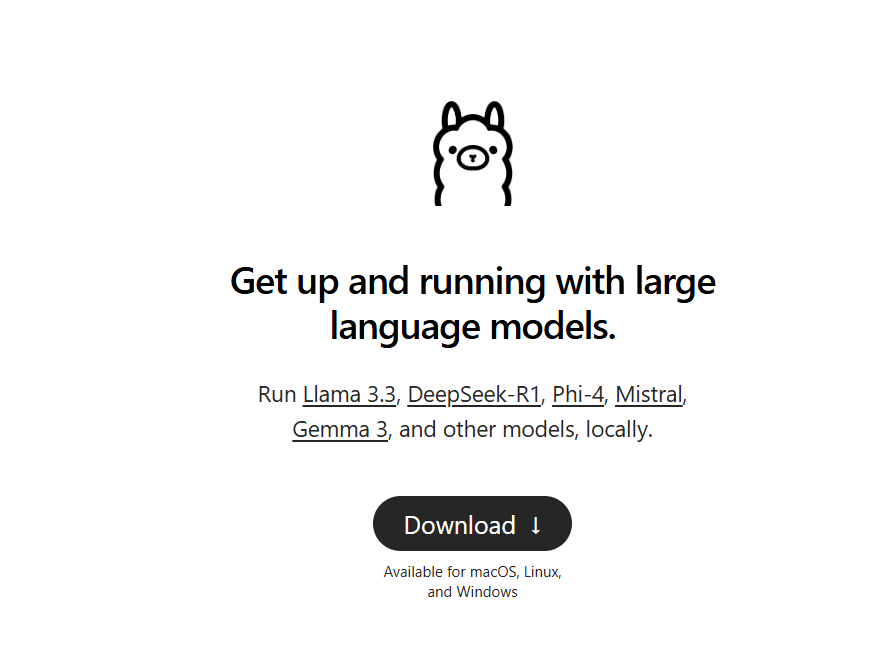 Get up and running with large
language models.
Run Llama 3.3, DeepSeek-R1, Phi-4, Mistral,
Gemma 3, and other models, locally.
Download ↓
Available for macOS, Linux,
and Windows